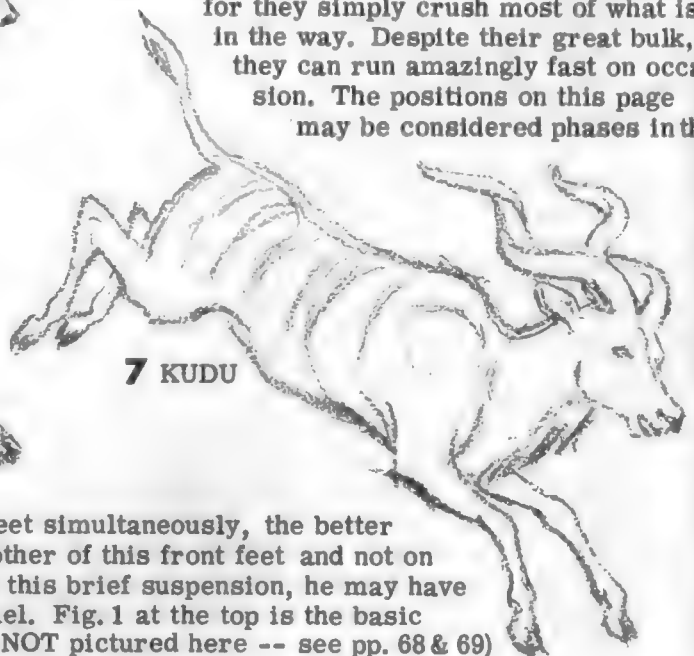 for they simply crush most of what is
in the way. Despite their great bulk,
they can run amazingly fast on occa
sion. The positions on this page
may be considered phases in
7 KUDU
eet simultaneously, the better
other of this front feet and not on
this brief suspension, he may have
el. Fig. 1 at the top is the basic
NOT pictured here -- see pp. 68 & 69)